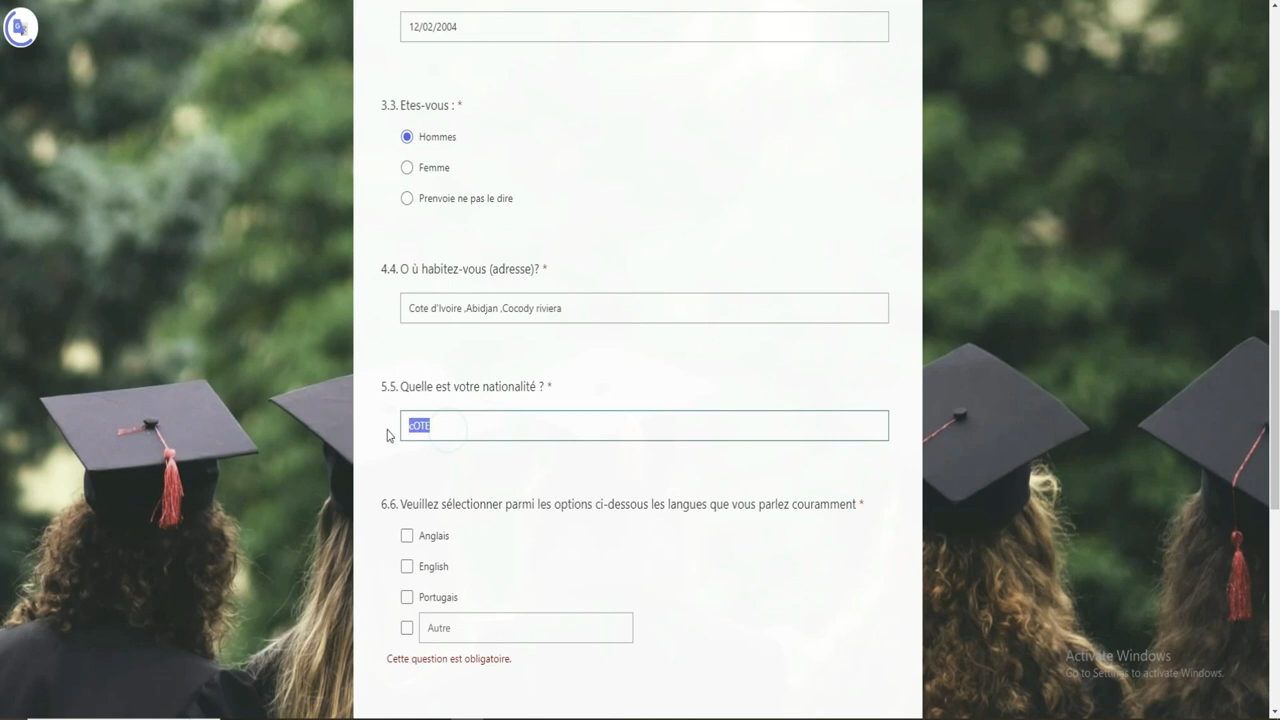 12/02/2004
3.3. Etes-vous : *
Hommes
Femme
Prenvoie ne pas le dire
4.4. O ù habitez-vous (adresse)? *
Cote d'Ivoire ,Abidjan ,Cocody riviera
5.5. Quelle est votre nationalité ? *
cOTE
6.6. Veuillez sélectionner parmi les options ci-dessous les langues que vous parlez couramment *
Anglais
English
Portugais
Autre
Cette question est obligatoire.
Activate Windows
Go to Settings to activate Windows.